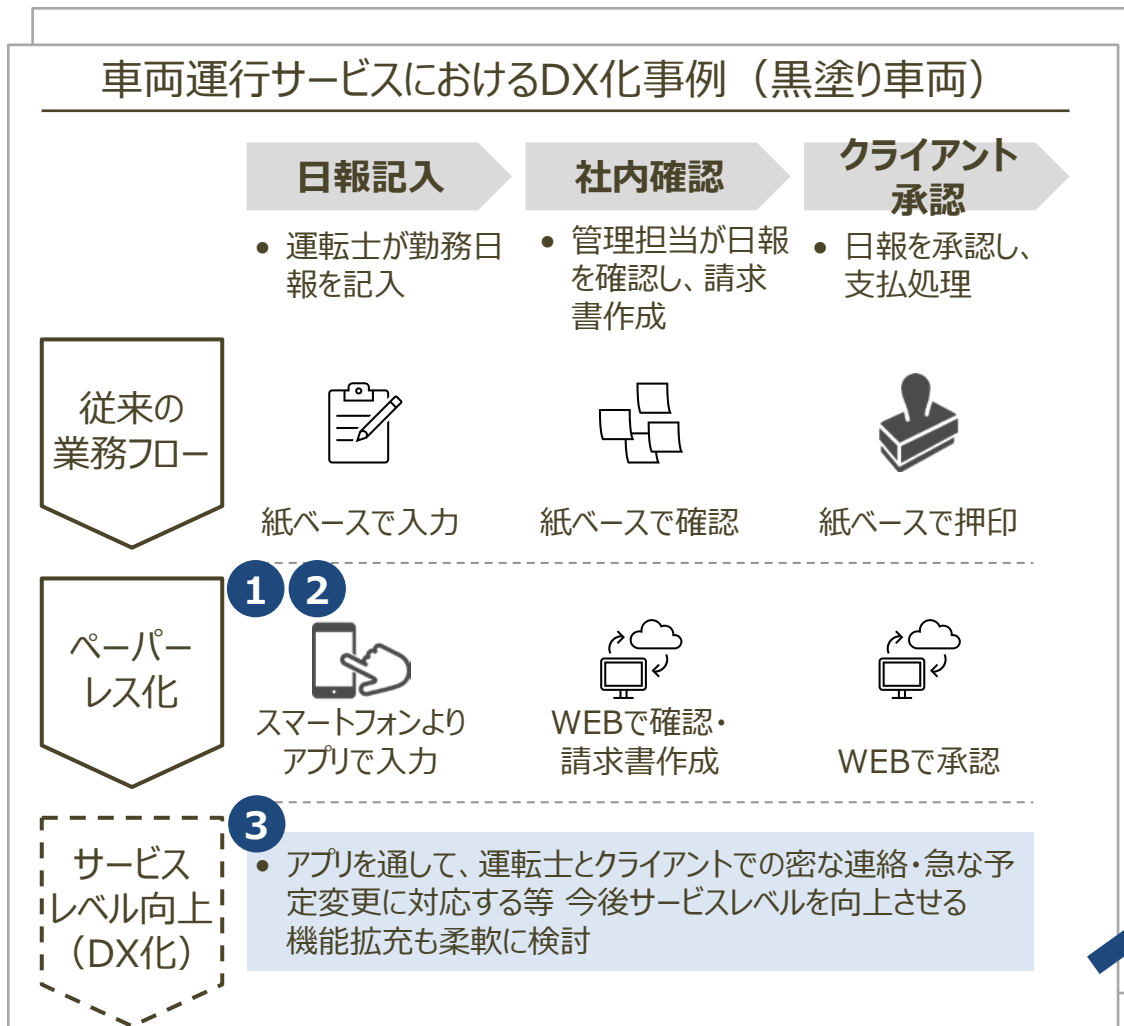 車両運行サービスにおけるDX化事例（黒塗り車両）
日報記入
社内確認
クライアント
承認
• 運転士が勤務日
報を記入
• 管理担当が日報
を確認し、請求
書作成
• 日報を承認し、
支払処理
従来の
業務フロー
紙ベースで入力
紙ベースで確認
紙ベースで押印
1 2
ペーパー
レス化
スマートフォンより
アプリで入力
WEBで確認・
請求書作成
WEBで承認
3
サービス
レベル向上
（DX化）
• アプリを通して、運転士とクライアントでの密な連絡・急な予
定変更に対応する等 今後サービスレベルを向上させる
機能拡充も柔軟に検討